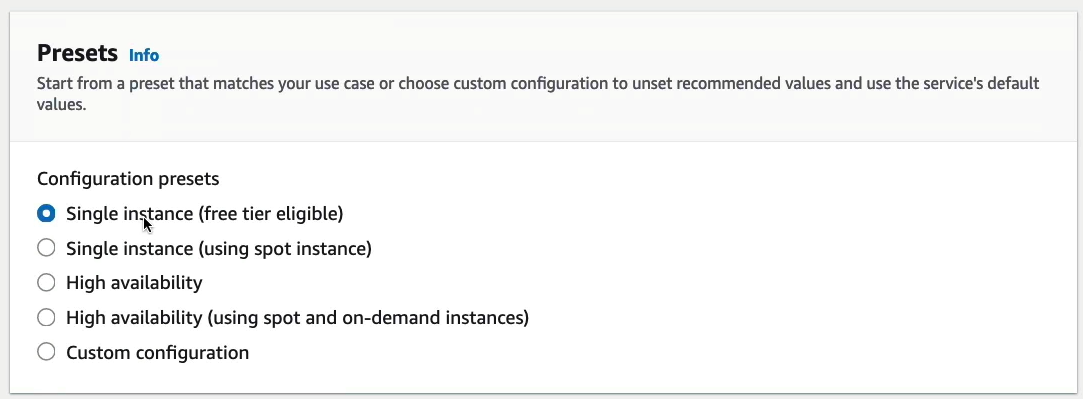 Presets Info
Start from a preset that matches your use case or choose custom configuration to unset recommended values and use the service's default
values.
Configuration presets
Single instance (free tier eligible)
Single instance (using spot instance)
High availability
High availability (using spot and on-demand instances)
Custom configuration